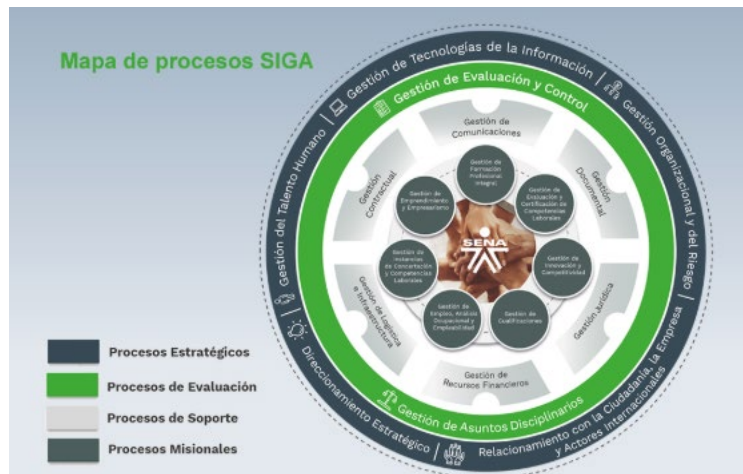 Mapa de procesos SIGA
Gestión de Tecnologías de la Información
Gestión Organizacional y del Riesgo
Relacionamiento con la Ciudadanía, la Empresa
y Actores Internacionales
Direccionamiento Estratégico
Gestión del Talento Humano
Gestión de Evaluación y Control
Gestión de Asuntos Disciplinarios
Gestión de
Comunicaciones
Gestión
Documental
Gestión Jurídica
Gestión de
Recursos Financieros
Gestión de Logística
e Infraestructura
Gestión
Contractual
Gestión de
Formación
Profesional
Integral
Gestión de
Evaluación y
Certificación de
Competencias
Laborales
Gestión de
Innovación y
Competitividad
Gestión de
Cualificaciones
Gestión de
Empleo, Análisis
Ocupacional y
Empleabilidad
Gestión de
Instancias
de Concertación
y Competencias
Laborales
Gestión de
Emprendimiento
y Empresarismo
SENA
Procesos Estratégicos
Procesos de Evaluación
Procesos de Soporte
Procesos Misionales